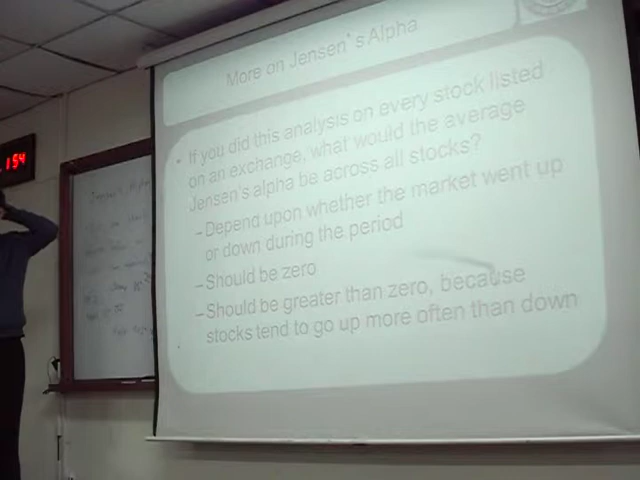 :154
More on Jensen's Alpha
• If you did this analysis on every stock listed
on an exchange, what would the average
Jensen's alpha be across all stocks?
–Depend upon whether the market went up
or down during the period
–Should be zero
–Should be greater than zero, because
stocks tend to go up more often than down